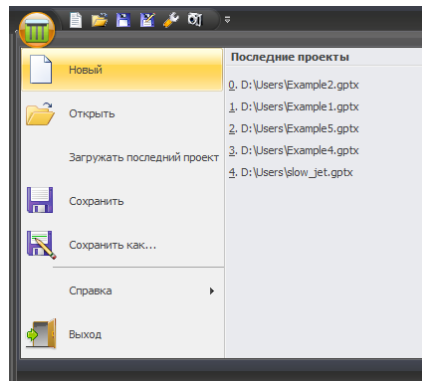 Новый
Открыть
Загружать последний проект
Сохранить
Сохранить как...
Справка
Выход
Последние проекты
0. D:\Users\Example2.gptx
1. D:\Users\Example1.gptx
2. D:\Users\Example5.gptx
3. D:\Users\Example4.gptx
4. D:\Users\slow_jet.gptx